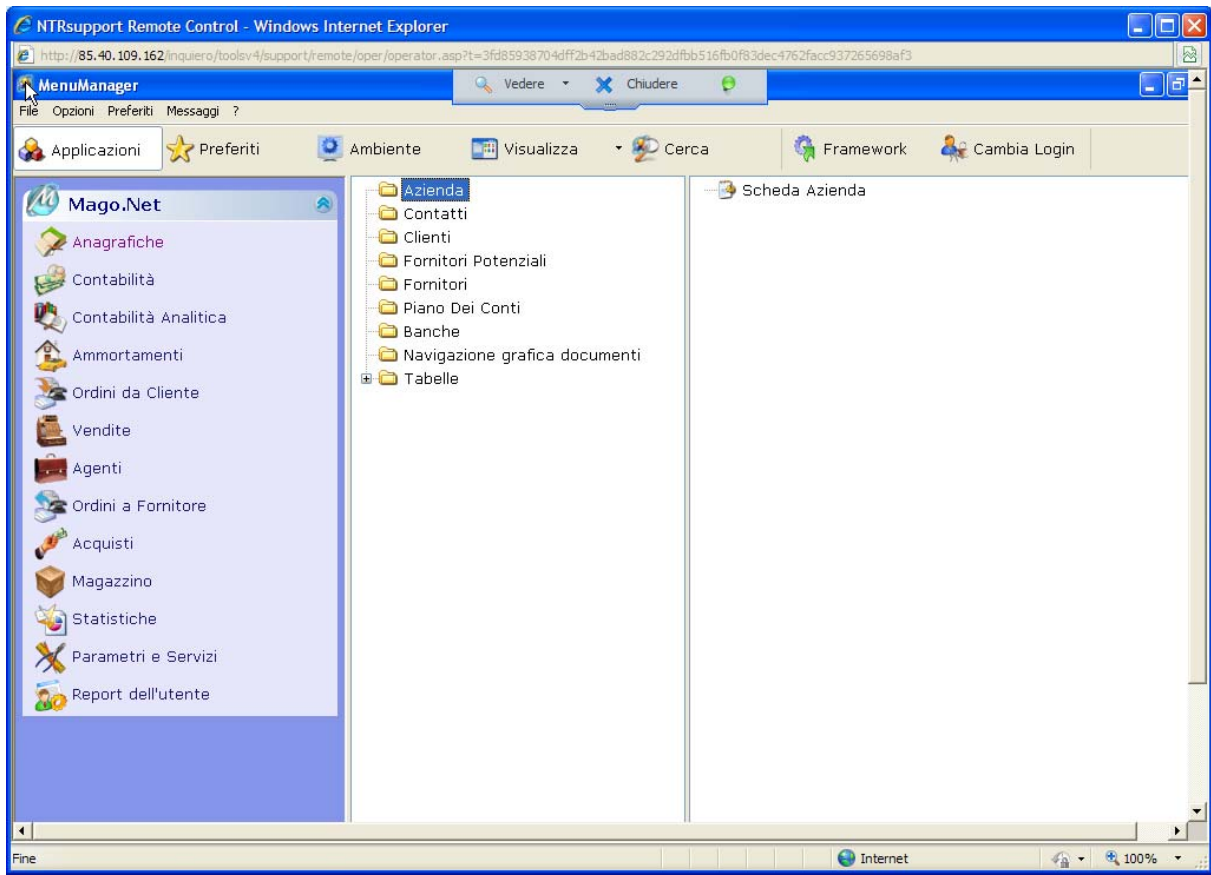 NTRsupport Remote Control - Windows Internet Explorer
http://85.40.109.162/inquiero/toolsv4/support/remote/oper/operator.asp?t=3fd85938704dff2b42bad882c292dfbb516fb0f83dec4762facc937265698af3
MenuManager
Vedere Chiudere
File Opzioni Preferiti Messaggi ?
Applicazioni Preferiti Ambiente Visualizza Cerca Framework Cambia Login
Mago.Net
Anagrafiche
Contabilità
Contabilità Analitica
Ammortamenti
Ordini da Cliente
Vendite
Agenti
Ordini a Fornitore
Acquisti
Magazzino
Statistiche
Parametri e Servizi
Report dell'utente
Azienda
Contatti
Clienti
Fornitori Potenziali
Fornitori
Piano Dei Conti
Banche
Navigazione grafica documenti
Tabelle
Scheda Azienda
Fine Internet 100%